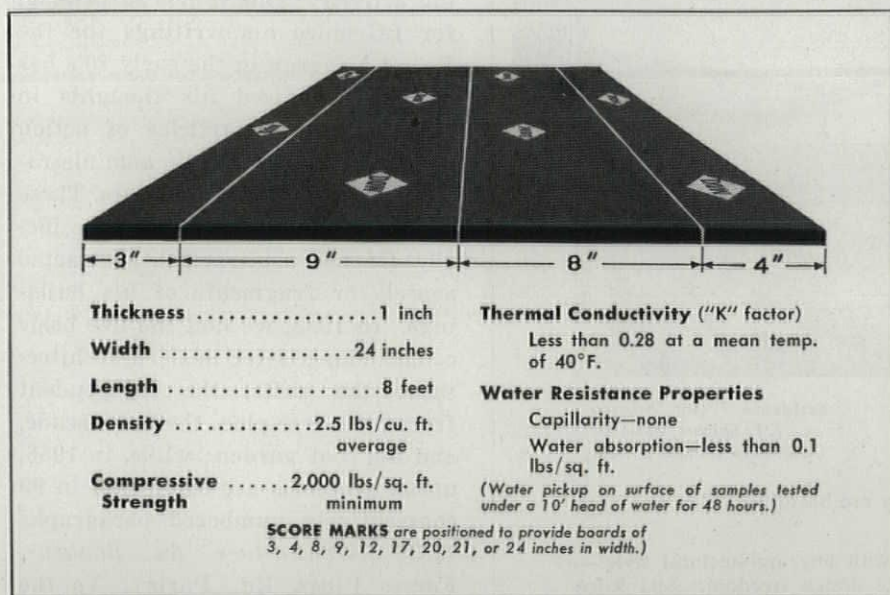 3" 9" 8" 4"
Thickness ..................... 1 inch
Width ..................... 24 inches
Length ..................... 8 feet
Density ............. 2.5 lbs/cu. ft.
average
Compressive ....... 2,000 lbs/sq. ft.
Strength minimum
Thermal Conductivity ("K" factor)
Less than 0.28 at a mean temp.
of 40°F.
Water Resistance Properties
Capillarity—none
Water absorption—less than 0.1
lbs/sq. ft.
(Water pickup on surface of samples tested
under a 10' head of water for 48 hours.)
SCORE MARKS are positioned to provide boards of
3, 4, 8, 9, 12, 17, 20, 21, or 24 inches in width.)